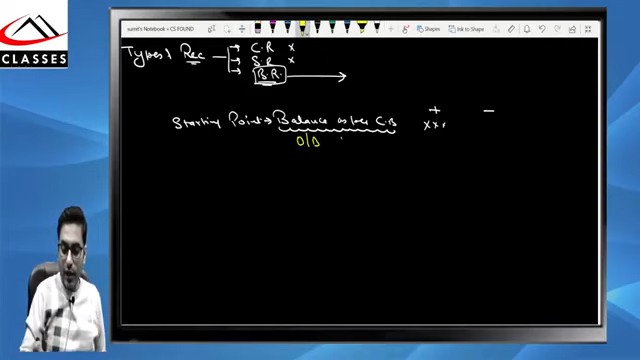 sumit's Notebook » CS FOUND
Shapes
Ink to Shape
CLASSES
Types of Rec → C.R x
→ S.R x
→ B.R. →
+ –
Starting Point → Balance as per C.B xxx
O/D